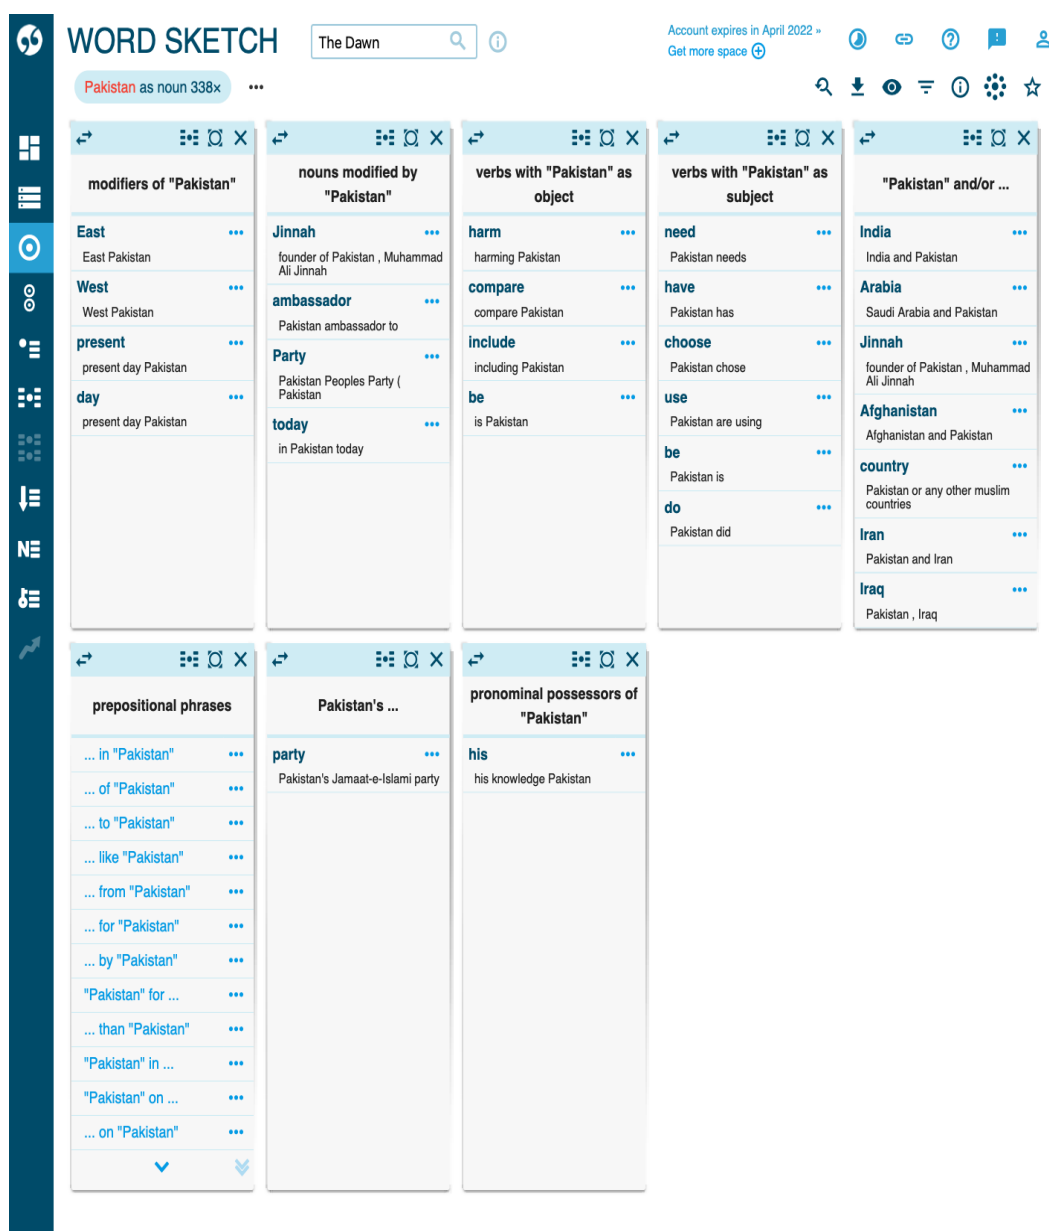 WORD SKETCH
The Dawn
Account expires in April 2022 »
Get more space
Pakistan as noun 338×
modifiers of "Pakistan"
East
East Pakistan
West
West Pakistan
present
present day Pakistan
day
present day Pakistan
nouns modified by
"Pakistan"
Jinnah
founder of Pakistan , Muhammad
Ali Jinnah
ambassador
Pakistan ambassador to
Party
Pakistan Peoples Party (
Pakistan
today
in Pakistan today
verbs with "Pakistan" as
object
harm
harming Pakistan
compare
compare Pakistan
include
including Pakistan
be
is Pakistan
verbs with "Pakistan" as
subject
need
Pakistan needs
have
Pakistan has
choose
Pakistan chose
use
Pakistan are using
be
Pakistan is
do
Pakistan did
"Pakistan" and/or ...
India
India and Pakistan
Arabia
Saudi Arabia and Pakistan
Jinnah
founder of Pakistan , Muhammad
Ali Jinnah
Afghanistan
Afghanistan and Pakistan
country
Pakistan or any other muslim
countries
Iran
Pakistan and Iran
Iraq
Pakistan , Iraq
prepositional phrases
... in "Pakistan"
... of "Pakistan"
... to "Pakistan"
... like "Pakistan"
... from "Pakistan"
... for "Pakistan"
... by "Pakistan"
"Pakistan" for ...
... than "Pakistan"
"Pakistan" in ...
"Pakistan" on ...
... on "Pakistan"
Pakistan's ...
party
Pakistan's Jamaat-e-Islami party
pronominal possessors of
"Pakistan"
his
his knowledge Pakistan